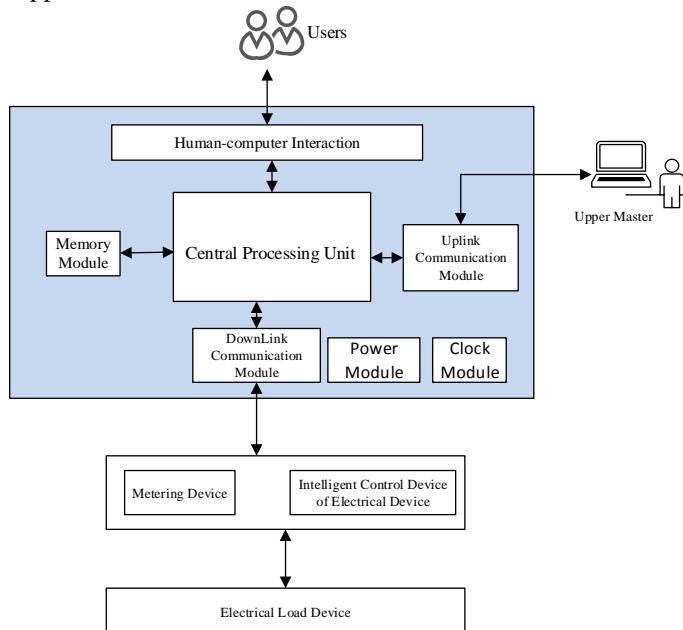 Users
Human-computer Interaction
Central Processing Unit
Memory
Module
Uplink
Communication
Module
Upper Master
DownLink
Communication
Module
Power
Module
Clock
Module
Metering Device
Intelligent Control Device
of Electrical Device
Electrical Load Device